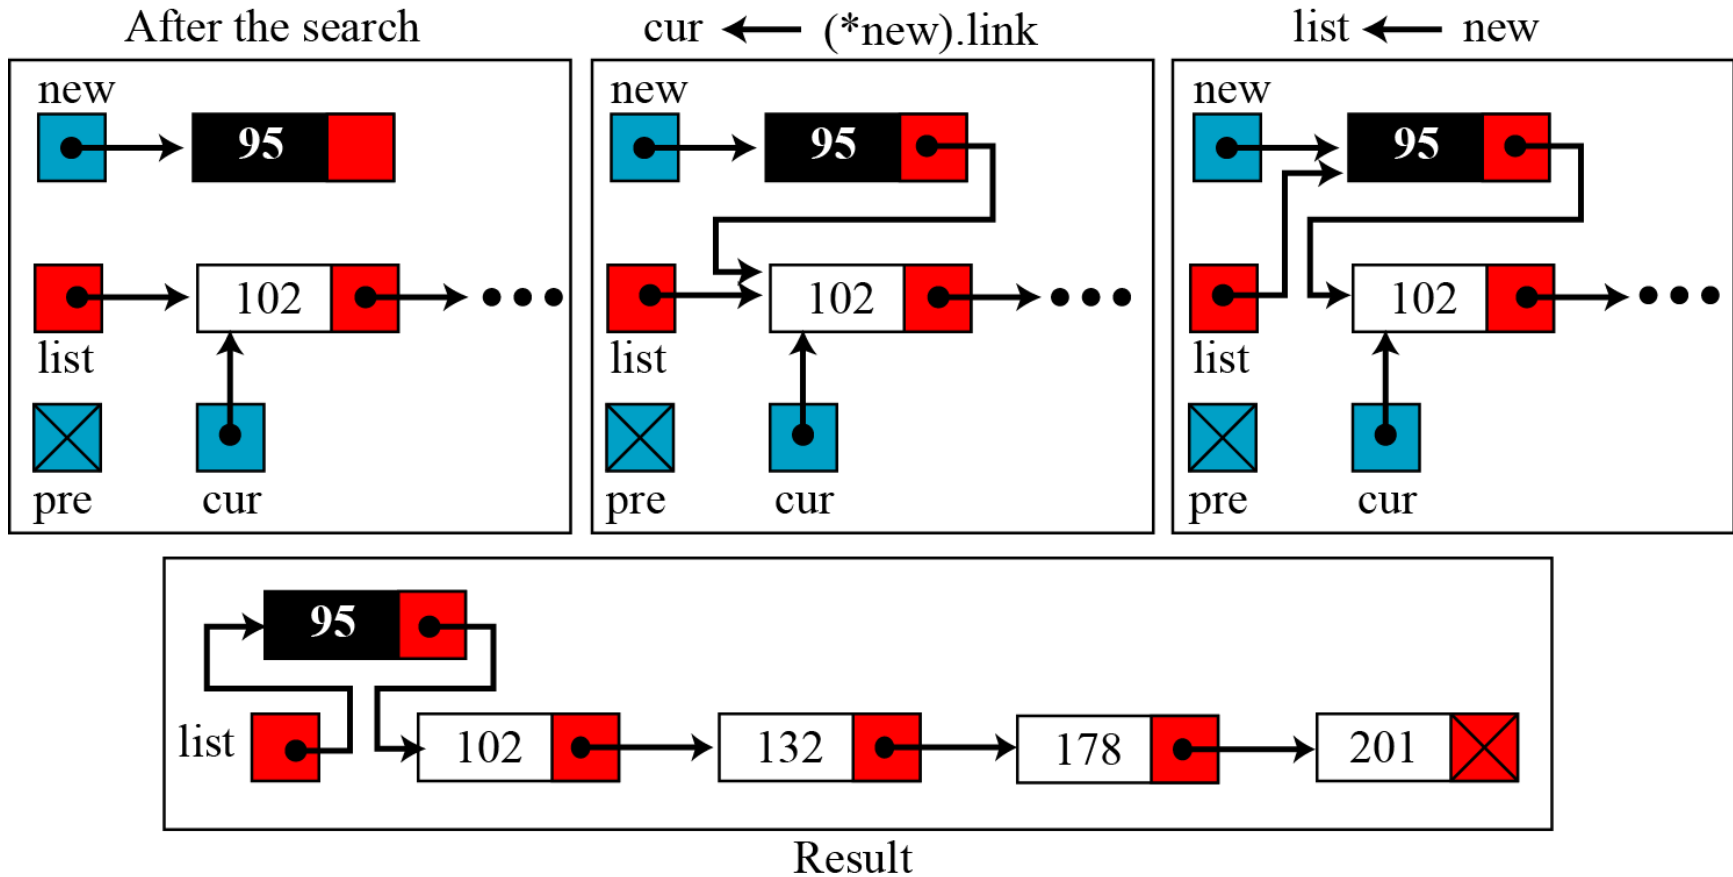 After the search
cur ← (*new).link
list ← new
new
95
102
list
pre
cur
new
95
102
list
pre
cur
new
95
102
list
pre
cur
95
list
102
132
178
201
Result